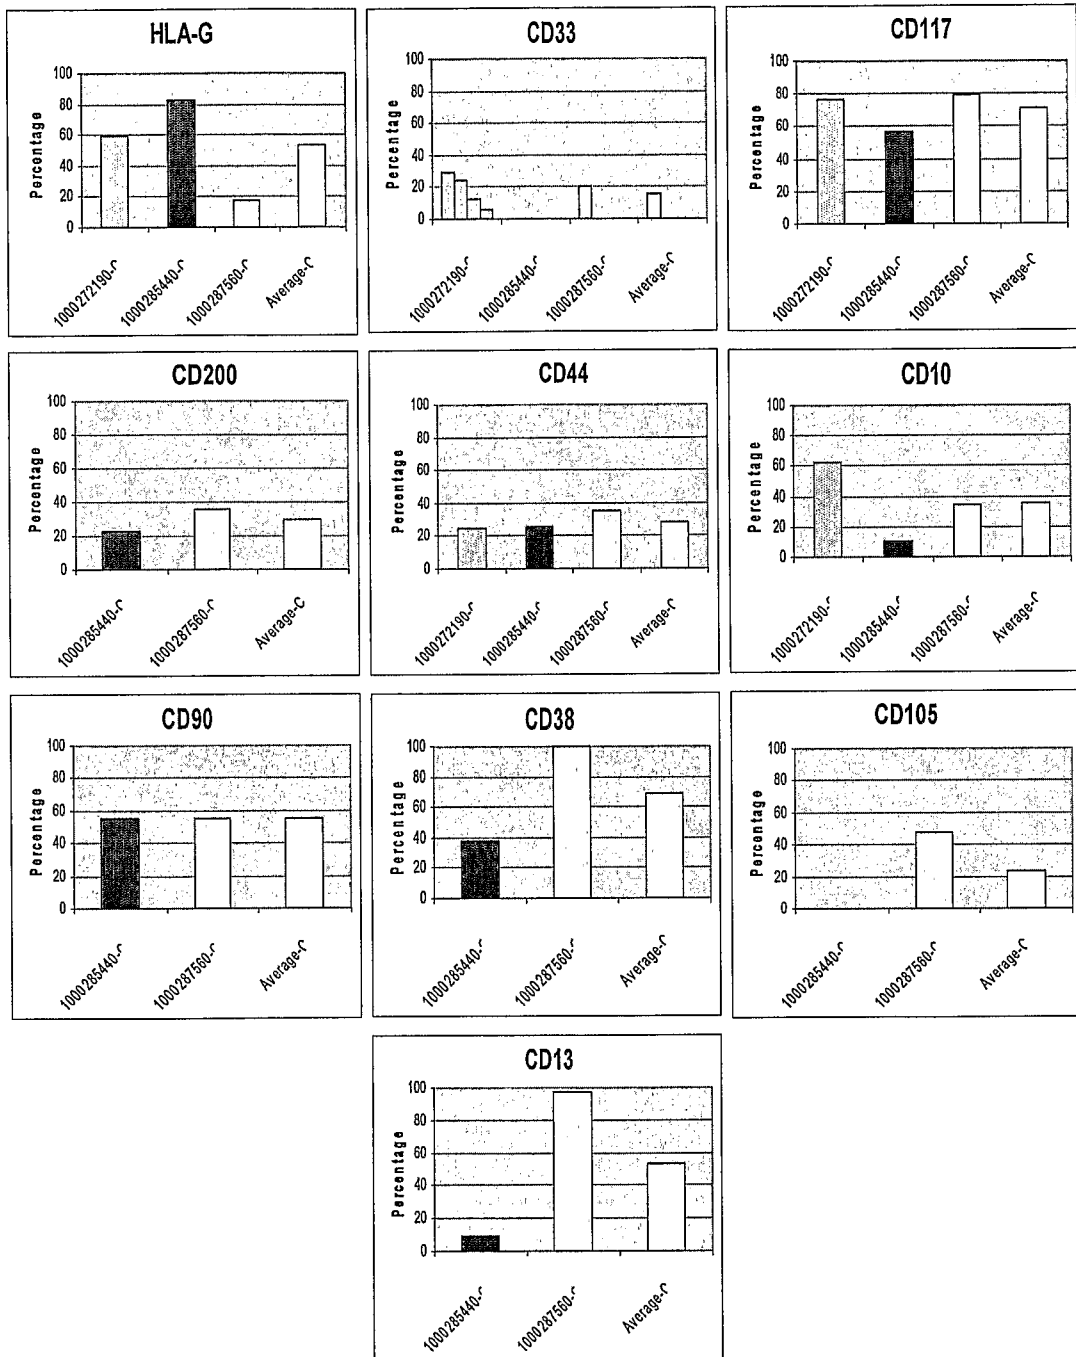 HLA-G
Percentage
100
80
60
40
20
0
1000272190-C
1000285440-C
1000287560-C
Average-C
CD33
Percentage
100
80
60
40
20
0
1000272190-C
1000285440-C
1000287560-C
Average-C
CD117
Percentage
100
80
60
40
20
0
1000272190-C
1000285440-C
1000287560-C
Average-C
CD200
Percentage
100
80
60
40
20
0
1000285440-C
1000287560-C
Average-C
CD44
Percentage
100
80
60
40
20
0
1000272190-C
1000285440-C
1000287560-C
Average-C
CD10
Percentage
100
80
60
40
20
0
1000272190-C
1000285440-C
1000287560-C
Average-C
CD90
Percentage
100
80
60
40
20
0
1000285440-C
1000287560-C
Average-C
CD38
Percentage
100
80
60
40
20
0
1000285440-C
1000287560-C
Average-C
CD105
Percentage
100
80
60
40
20
0
1000285440-C
1000287560-C
Average-C
CD13
Percentage
100
80
60
40
20
0
1000285440-C
1000287560-C
Average-C